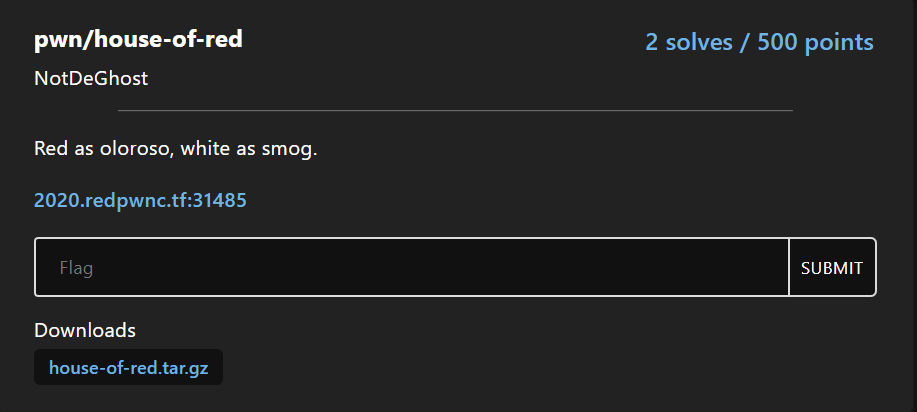 pwn/house-of-red
2 solves / 500 points
NotDeGhost
Red as oloroso, white as smog.
2020.redpwnc.tf:31485
Flag
SUBMIT
Downloads
house-of-red.tar.gz